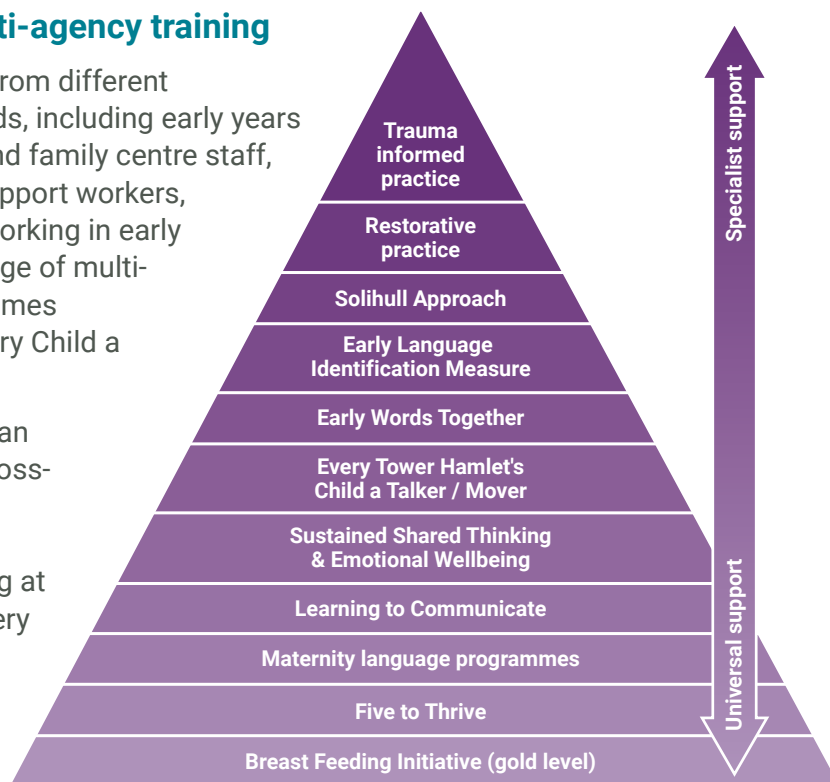 ti-agency training
rom different
ds, including early years
nd family centre staff,
pport workers,
orking in early
ge of multi-
mes
ry Child a
an
oss-
g at
ery
Trauma
informed
practice
Restorative
practice
Solihull Approach
Early Language
Identification Measure
Early Words Together
Every Tower Hamlet's
Child a Talker / Mover
Sustained Shared Thinking
& Emotional Wellbeing
Learning to Communicate
Maternity language programmes
Five to Thrive
Breast Feeding Initiative (gold level)
Specialist support
Universal support